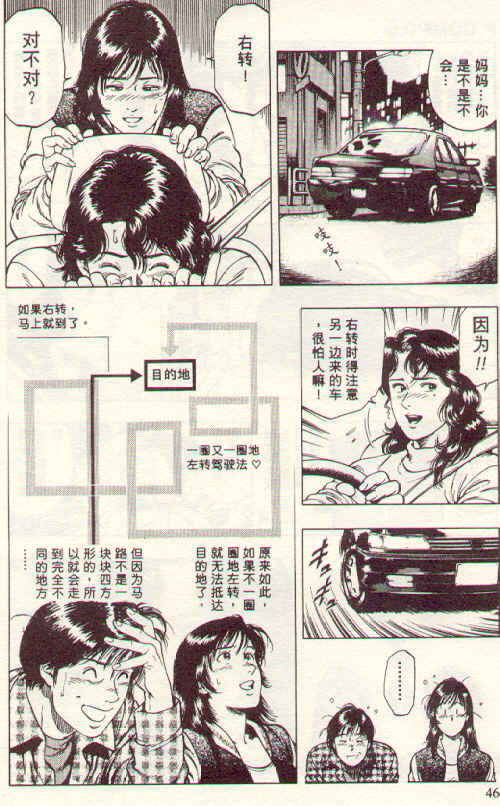 妈妈…你
是不是不
会…
吱吱!
右转!
对不对?
因为!!
右转时得注意
另一边来的车
,很怕人嘛!
如果右转,
马上就到了。
目的地
一圈又一圈地
左转驾驶法♡
原来如此,
如果不一圈
圈地左转,
就无法抵达
目的地了。
但因为马
路不是一
块块四方
形的,所
以就会走
到完全不
同的地方
……
キュキュキュ
………
46